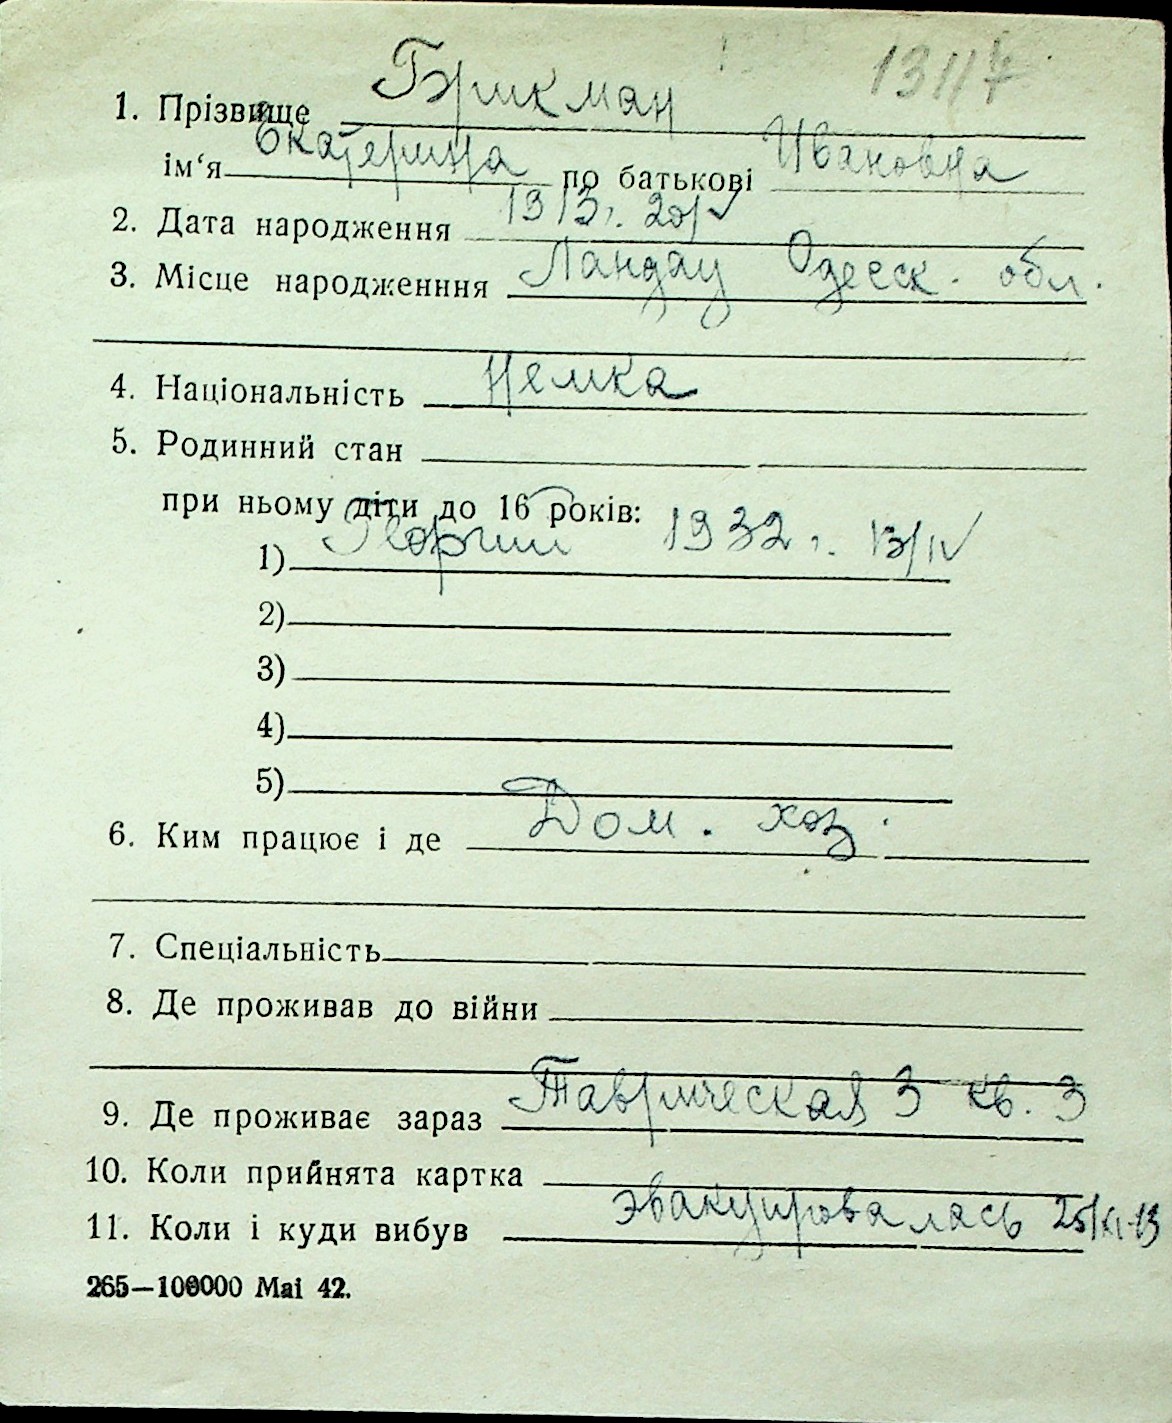 1317
1. Прізвище Брикман
ім‘я Екатерина по батькові Ивановна
2. Дата народження 1913 г. 20/V
3. Місце народженння Ландау Одесск. обл.
4. Національність Немка
5. Родинний стан
при ньому діти до 16 років:
1) Георгий 1932 г. 13/IV
2)
3)
4)
5)
6. Ким працює і де Дом. хоз.
7. Спеціальність
8. Де проживав до війни
9. Де проживає зараз Таврическая 3 кв. 3
10. Коли прийнята картка
11. Коли і куди вибув эвакуировалась
265—100000 Mai 42.